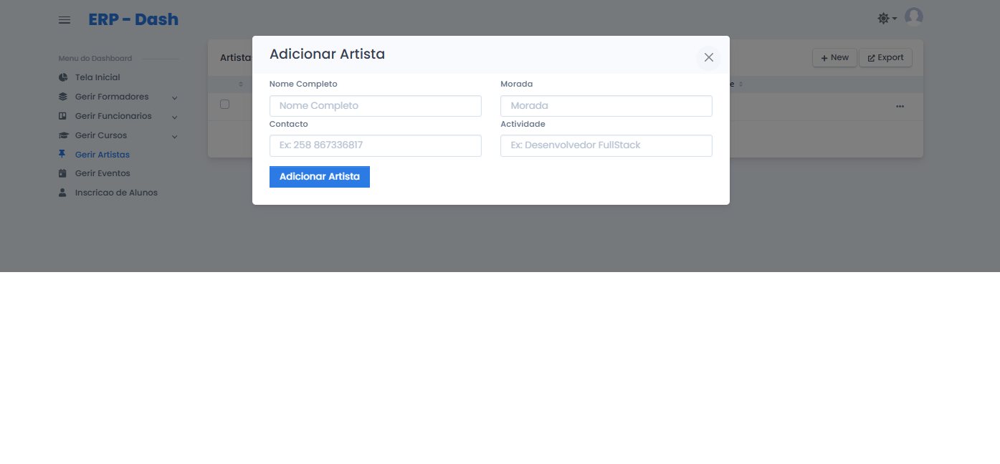 ERP - Dash
Menu do Dashboard
Tela Inicial
Gerir Formadores
Gerir Funcionarios
Gerir Cursos
Gerir Artistas
Gerir Eventos
Inscricao de Alunos
New
Export
Adicionar Artista
Nome Completo
Morada
Nome Completo
Morada
Contacto
Actividade
Ex: 258 867336817
Ex: Desenvolvedor FullStack
Adicionar Artista